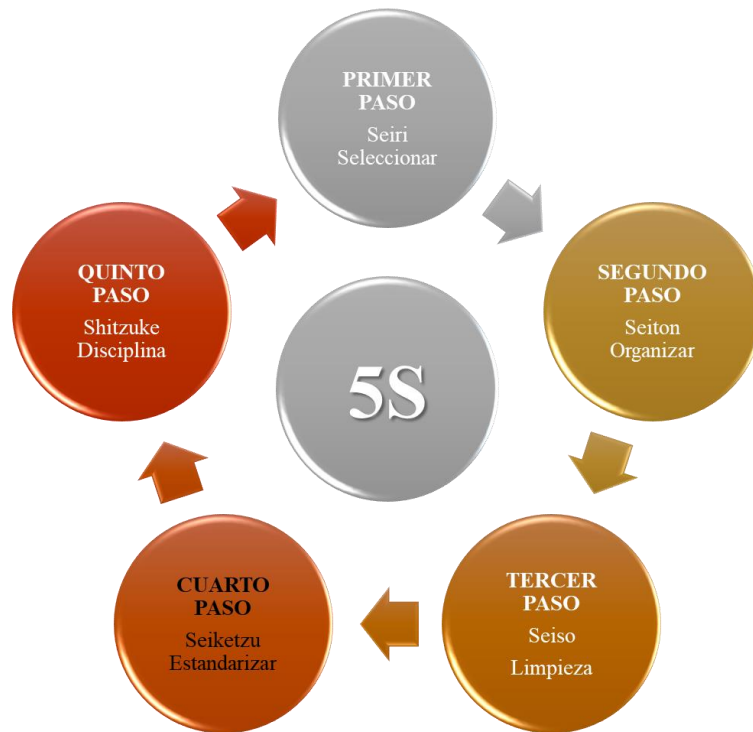 PRIMER
PASO
Seiri
Seleccionar
SEGUNDO
PASO
Seiton
Organizar
TERCER
PASO
Seiso
Limpieza
CUARTO
PASO
Seiketzu
Estandarizar
QUINTO
PASO
Shitzuke
Disciplina
5S